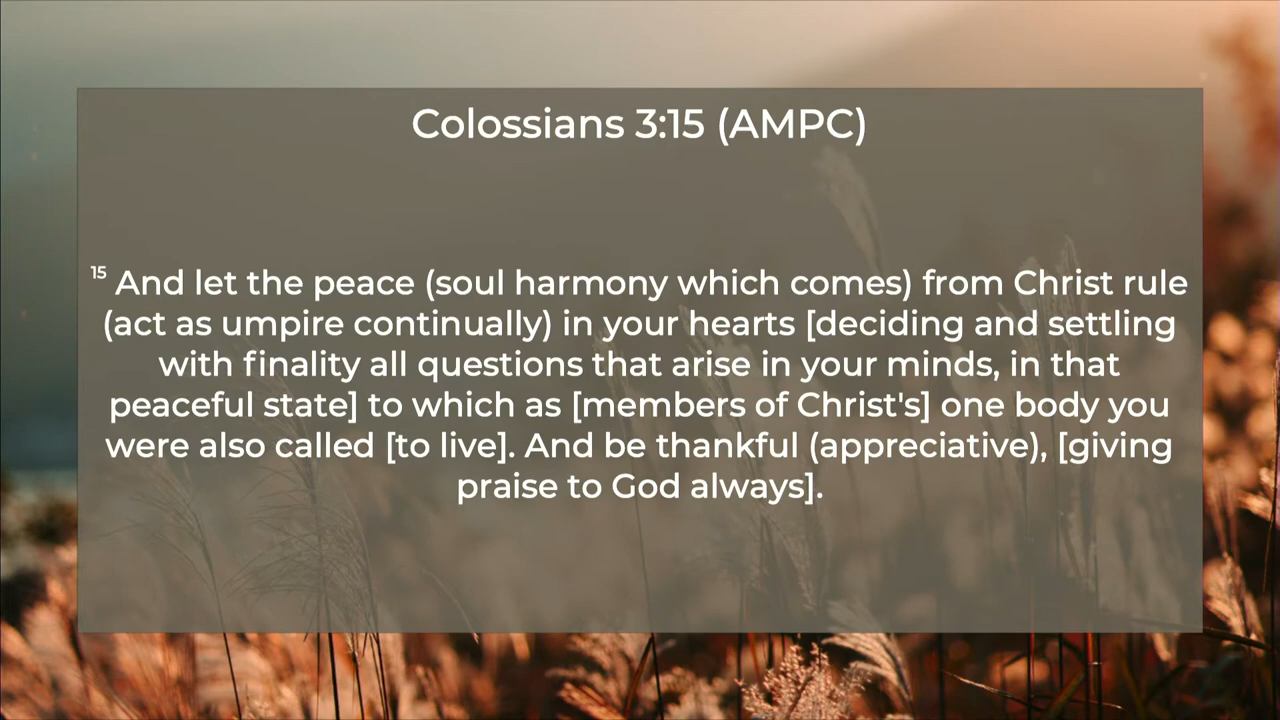 Colossians 3:15 (AMPC)
15 And let the peace (soul harmony which comes) from Christ rule
(act as umpire continually) in your hearts [deciding and settling
with finality all questions that arise in your minds, in that
peaceful state] to which as [members of Christ's] one body you
were also called [to live]. And be thankful (appreciative), [giving
praise to God always].